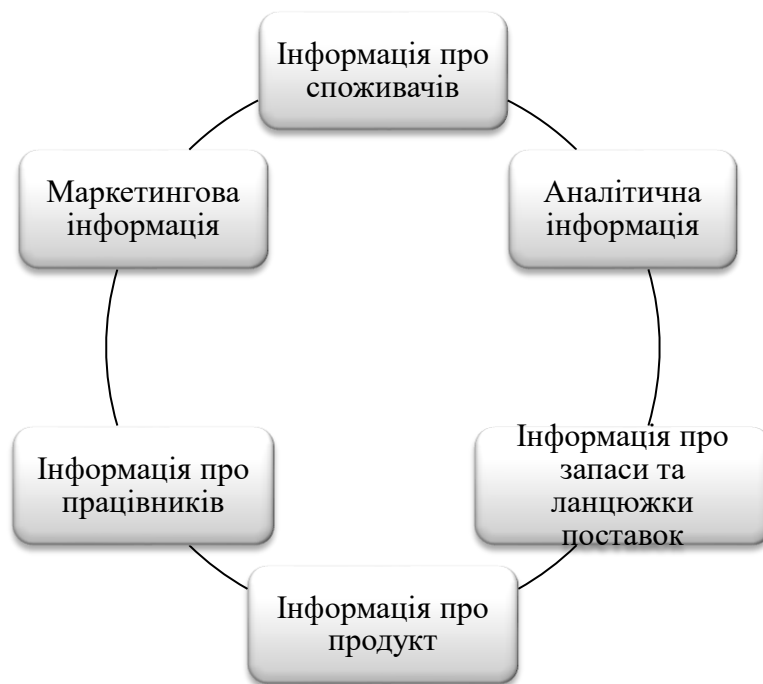 Інформація про
споживачів
Маркетингова
інформація
Аналітична
інформація
Інформація про
працівників
Інформація про
запаси та
ланцюжки
поставок
Інформація про
продукт